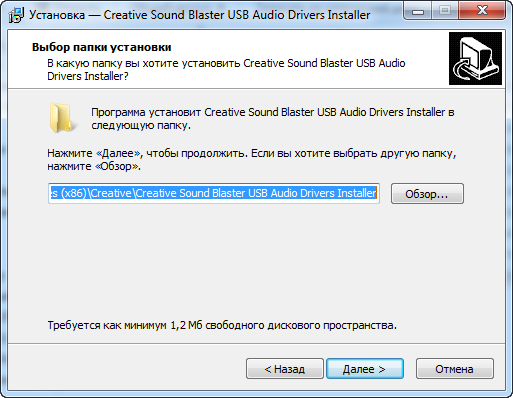 Установка — Creative Sound Blaster USB Audio Drivers Installer
Выбор папки установки
В какую папку вы хотите установить Creative Sound Blaster USB Audio
Drivers Installer?
Программа установит Creative Sound Blaster USB Audio Drivers Installer в
следующую папку.
Нажмите «Далее», чтобы продолжить. Если вы хотите выбрать другую папку,
нажмите «Обзор».
es (x86)\Creative\Creative Sound Blaster USB Audio Drivers Installer
Обзор...
Требуется как минимум 1,2 Мб свободного дискового пространства.
< Назад
Далее >
Отмена